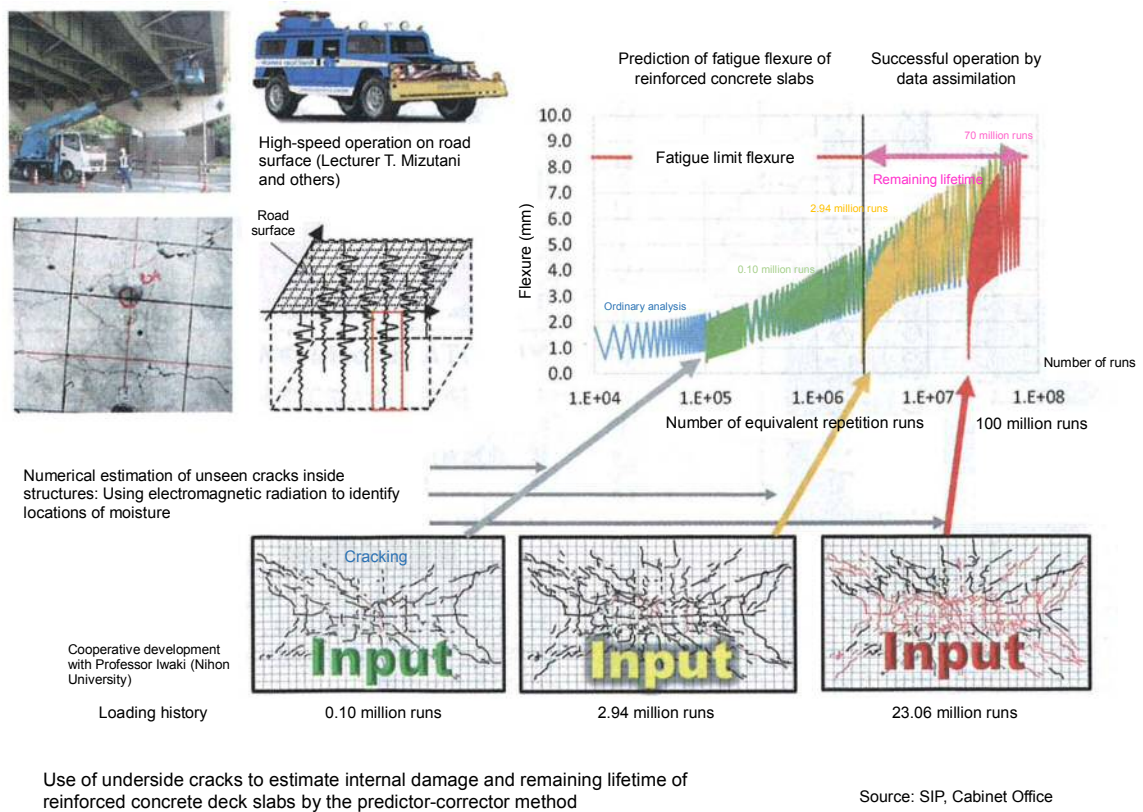 High-speed operation on road
surface (Lecturer T. Mizutani
and others)
Road
surface
Prediction of fatigue flexure of
reinforced concrete slabs
Successful operation by
data assimilation
10.0
9.0
8.0
7.0
6.0
5.0
4.0
3.0
2.0
1.0
0.0
Flexure (mm)
Fatigue limit flexure
70 million runs
Remaining lifetime
2.94 million runs
0.10 million runs
Ordinary analysis
Number of runs
1.E+04
1.E+05
1.E+06
1.E+07
1.E+08
Number of equivalent repetition runs
100 million runs
Numerical estimation of unseen cracks inside
structures: Using electromagnetic radiation to identify
locations of moisture
Cracking
Input
Input
Input
Cooperative development
with Professor Iwaki (Nihon
University)
Loading history
0.10 million runs
2.94 million runs
23.06 million runs
Use of underside cracks to estimate internal damage and remaining lifetime of
reinforced concrete deck slabs by the predictor-corrector method
Source: SIP, Cabinet Office